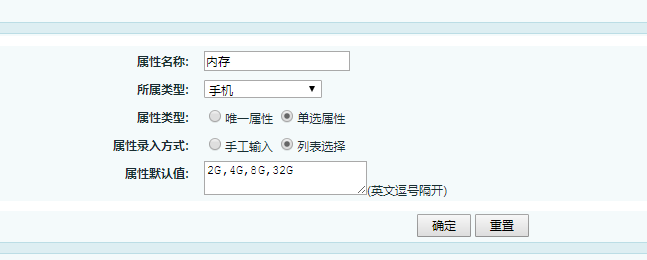 属性名称: 内存
所属类型: 手机
属性类型: 唯一属性 单选属性
属性录入方式: 手工输入 列表选择
属性默认值: 2G,4G,8G,32G (英文逗号隔开)
确定 重置